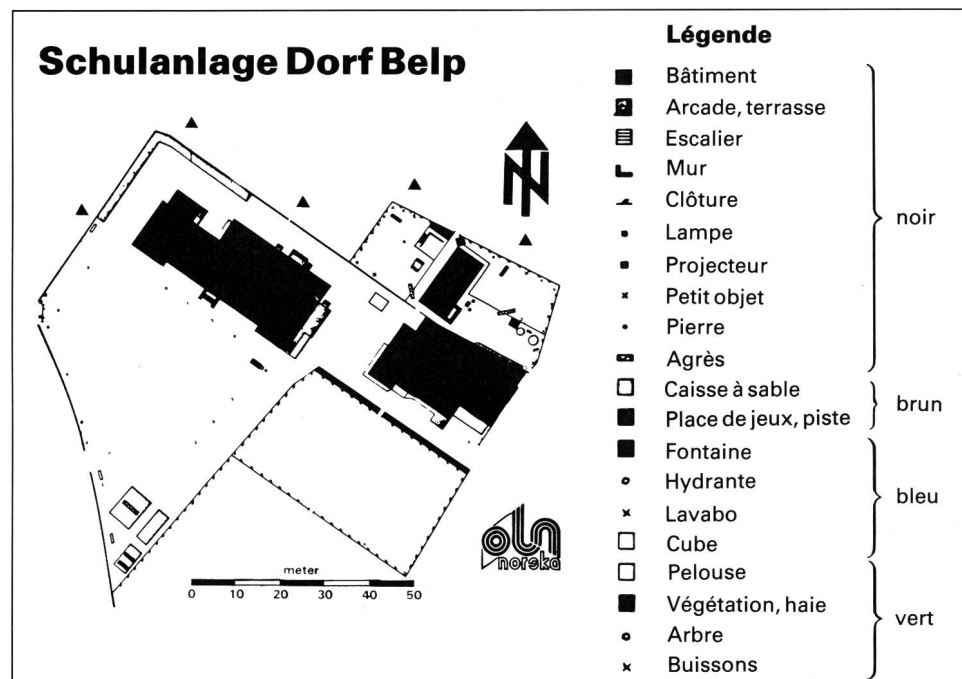 Schulanlage Dorf Belp
N
meter
0 10 20 30 40 50
oln
norska
Légende
Bâtiment
Arcade, terrasse
Escalier
Mur
Clôture
Lampe
Projecteur
Petit objet
Pierre
Agrès
noir
Caisse à sable
Place de jeux, piste
brun
Fontaine
Hydrante
Lavabo
Cube
bleu
Pelouse
Végétation, haie
Arbre
Buissons
vert